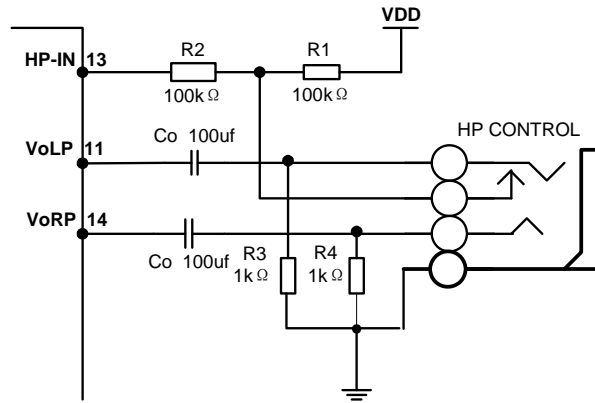 VDD
HP-IN 13
R2
R1
100kΩ
100kΩ
Co 100uf
HP CONTROL
VoLP 11
VoRP 14
Co 100uf
R3
1kΩ
R4
1kΩ